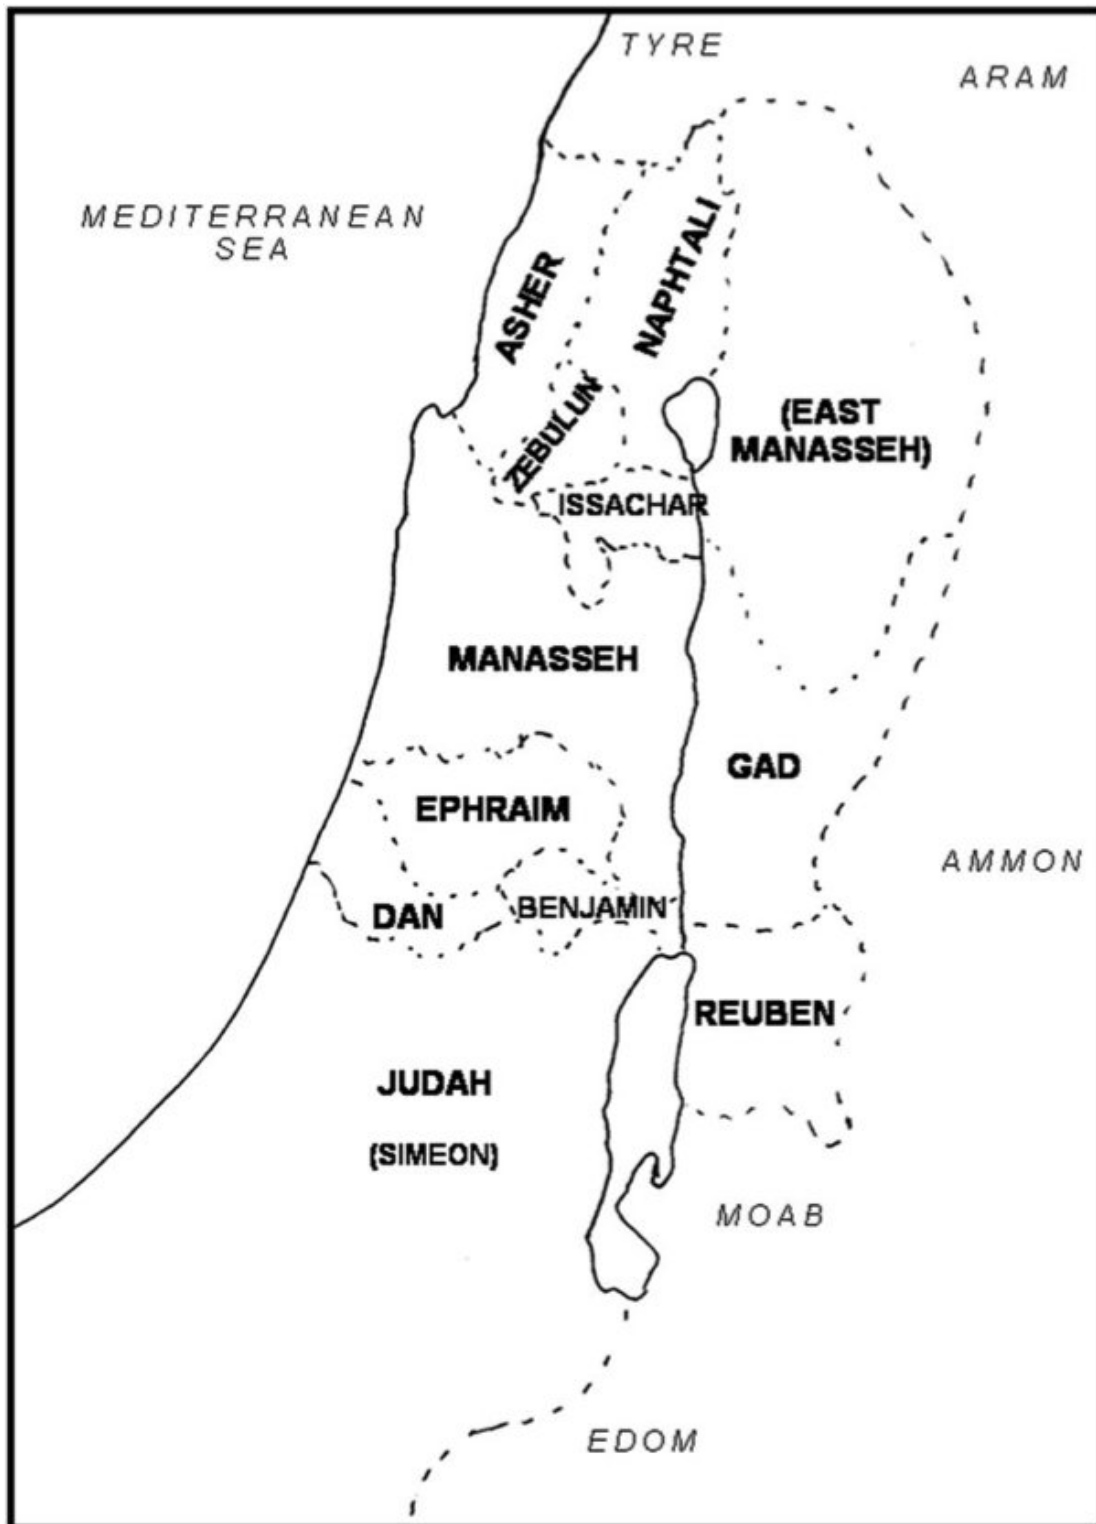 TYRE
ARAM
MEDITERRANEAN
SEA
NAPHTALI
ASHER
ZEBULUN
(EAST
MANASSEH)
ISSACHAR
MANASSEH
GAD
EPHRAIM
AMMON
DAN
BENJAMIN
REUBEN
JUDAH
(SIMEON)
MOAB
EDOM